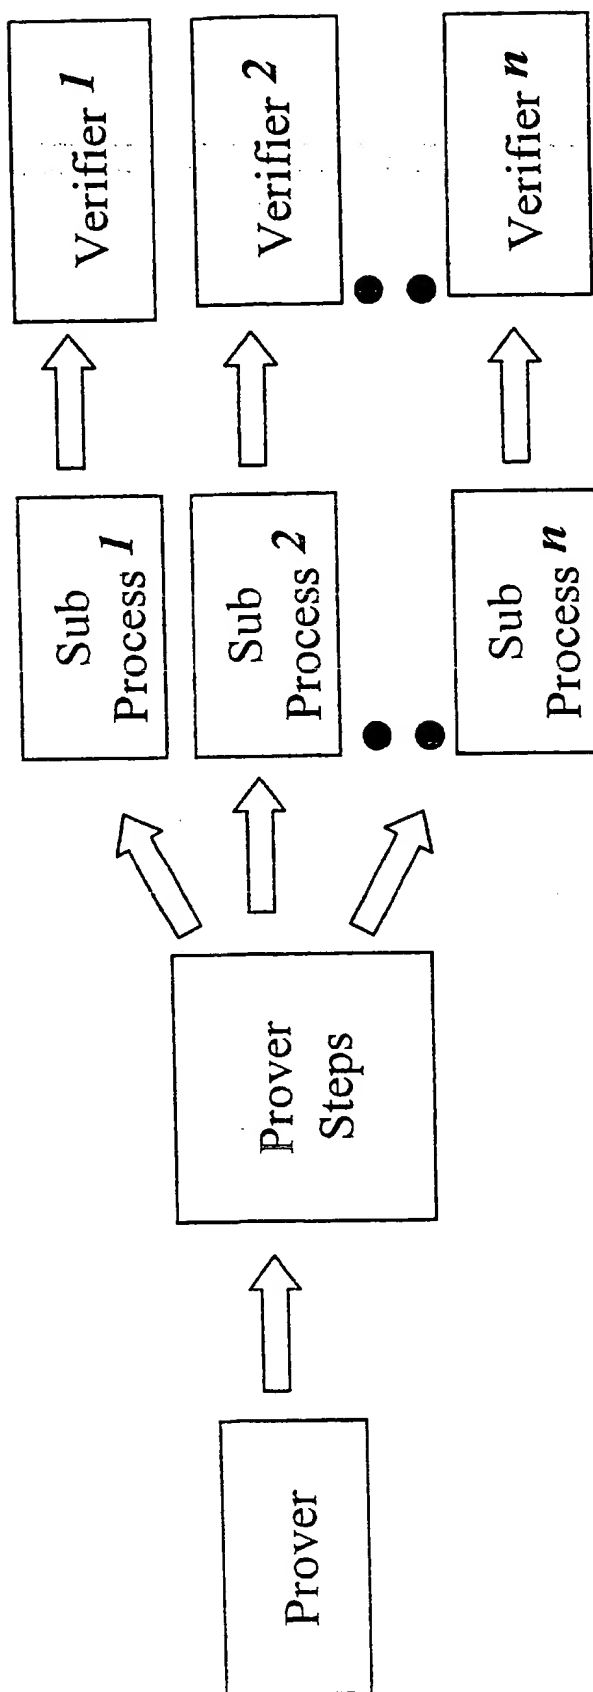 Prover
Prover
Steps
Sub
Process 1
Sub
Process 2
Sub
Process n
Verifier 1
Verifier 2
Verifier n